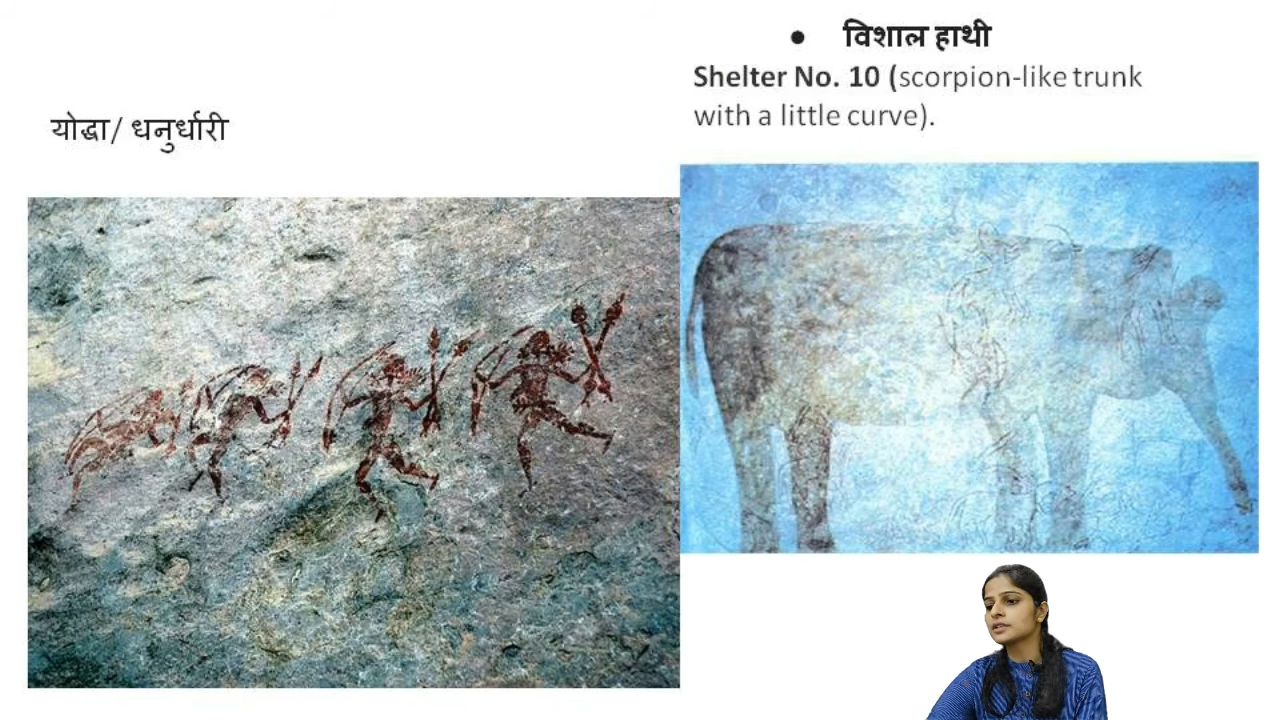 योद्धा/ धनुर्धारी
• विशाल हाथी
Shelter No. 10 (scorpion-like trunk
with a little curve).